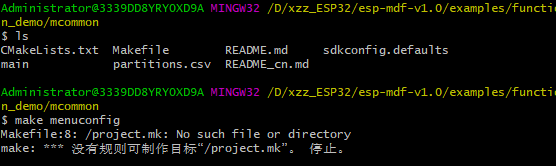 Administrator@3339DD8YRY0XD9A MINGW32 /D/xzz_ESP32/esp-mdf-v1.0/examples/functio
n_demo/mcommon
$ ls
CMakeLists.txt  Makefile        README.md     sdkconfig.defaults
main            partitions.csv  README_cn.md
Administrator@3339DD8YRY0XD9A MINGW32 /D/xzz_ESP32/esp-mdf-v1.0/examples/functio
n_demo/mcommon
$ make menuconfig
Makefile:8: /project.mk: No such file or directory
make: *** 没有规则可制作目标“/project.mk”。 停止。